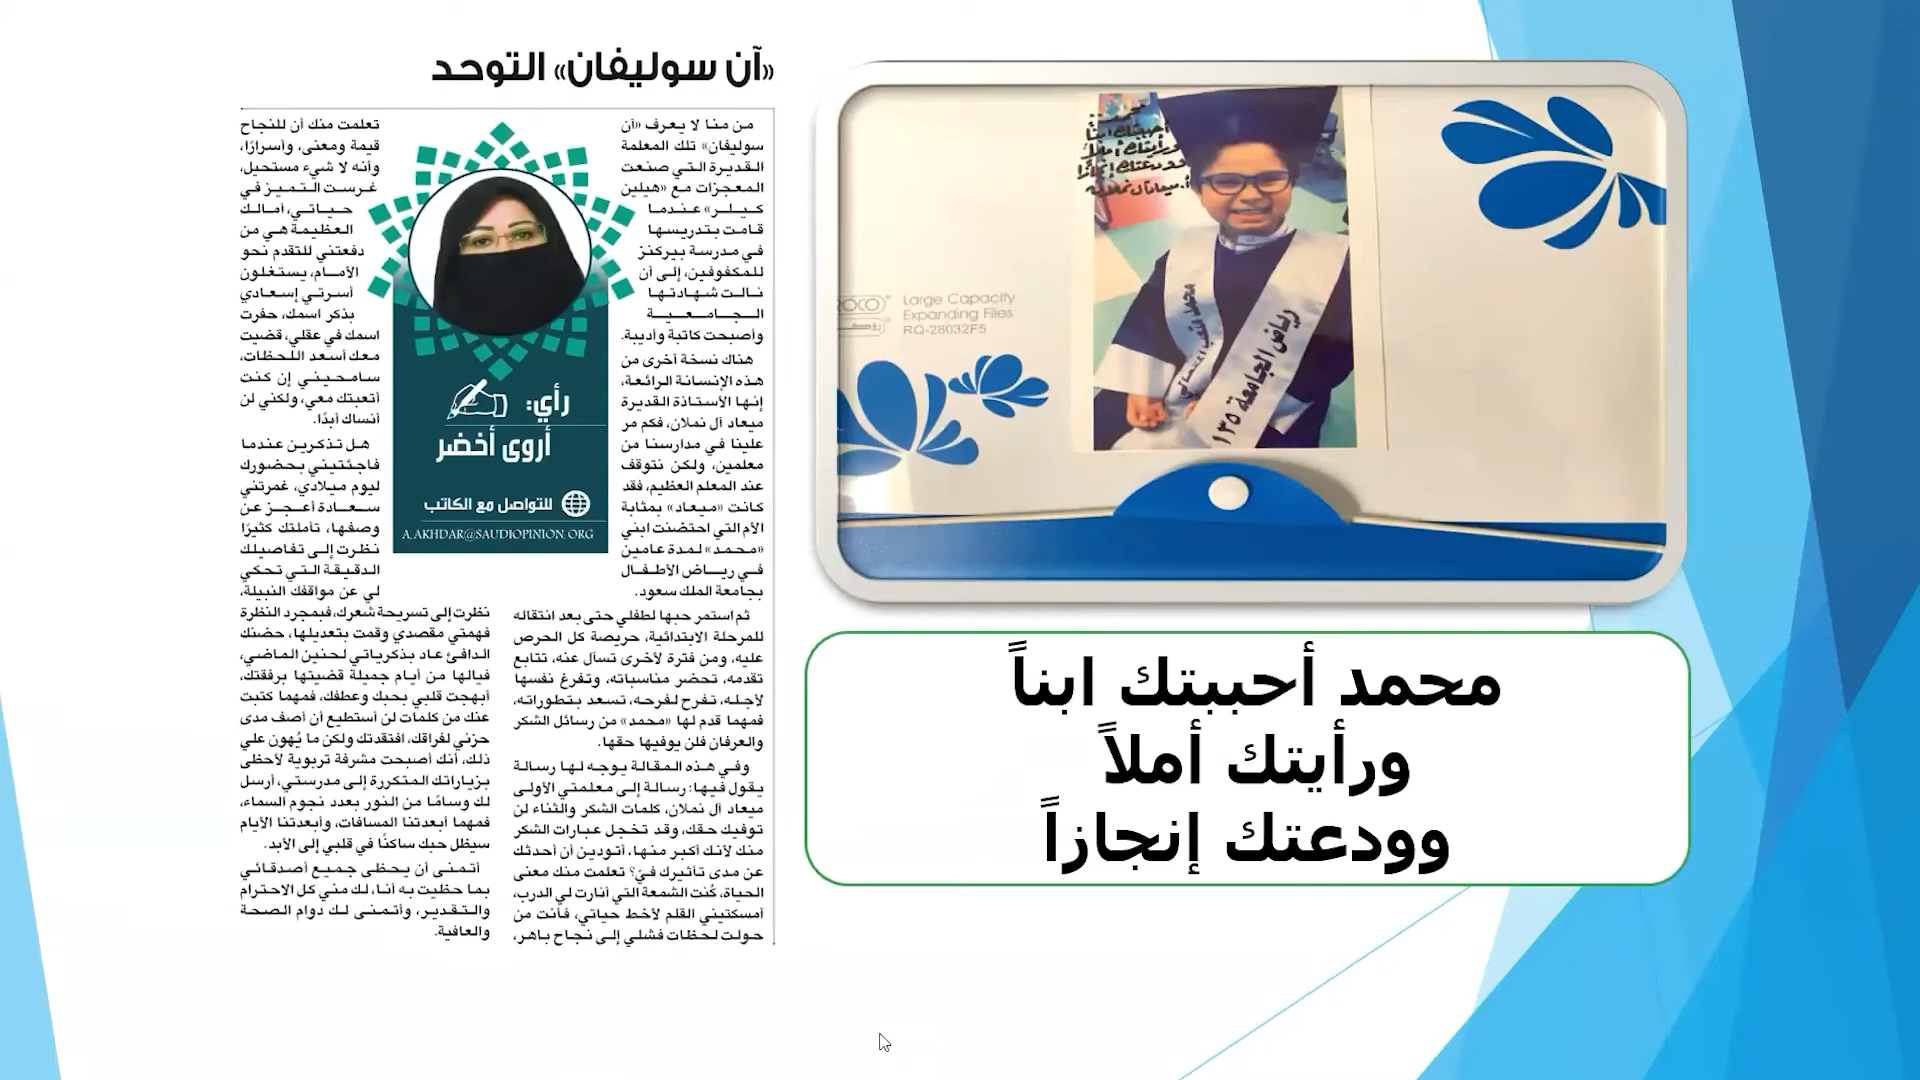 «آن سوليفان» التوحد
من منا لا يعرف «آن
سوليفان» تلك المعلمة
القديرة التي صنعت
المعجزات مع «هيلين
كيلر» عندما
قامت بتدريسها
في مدرسة بيركنز
للمكفوفين، إلى أن
نالت شهادتها
الجامعية
وأصبحت كاتبة وأديبة.
هناك نسخة أخرى من
هذه الإنسانة الرائعة،
إنها الأستاذة القديرة
ميعاد آل نملان، فكم مر
علينا في مدارسنا من
معلمين، ولكن نتوقف
عند المعلم العظيم، فقد
كانت «ميعاد» بمثابة
الأم التي احتضنت ابني
«محمد» لمدة عامين
في رياض الأطفال
بجامعة الملك سعود.
ثم استمر حبها لطفلي حتى بعد انتقاله
للمرحلة الابتدائية، حريصة كل الحرص
عليه، ومن فترة لأخرى تسأل عنه، تتابع
تقدمه، تحضر مناسباته، وتفرغ نفسها
لأجله، تفرح لفرحه، تسعد بتطوراته،
فمهما قدم لها «محمد» من رسائل الشكر
والعرفان فلن يوفيها حقها.
وفي هذه المقالة يوجه لها رسالة
يقول فيها: رسالة إلى معلمتي الأولى
ميعاد آل نملان، كلمات الشكر والثناء لن
توفيك حقك، وقد تخجل عبارات الشكر
منك لأنك أكبر منها، أتودين أن أحدثك
عن مدى تأثيرك فيّ؟ تعلمت منك معنى
الحياة، كُنت الشمعة التي أنارت لي الدرب،
أمسكتيني القلم لأخط حياتي، فأنت من
حولت لحظات فشلي إلى نجاح باهر،
تعلمت منك أن للنجاح
قيمة ومعنى، وأسرارًا،
وأنه لا شيء مستحيل،
غرست التميز في
حياتي، أمالك
العظيمة هي من
دفعتني للتقدم نحو
الأمام، يستغلون
أسرتي إسعادي
بذكر اسمك، حفرت
اسمك في عقلي، قضيت
معك أسعد اللحظات،
سامحيني إن كنت
أتعبتك معي، ولكني لن
أنساك أبدًا.
هل تذكرين عندما
فاجئتيني بحضورك
ليوم ميلادي، غمرتني
سعادة أعجز عن
وصفها، تأملتك كثيرًا
نظرت إلى تفاصيلك
الدقيقة التي تحكي
لي عن مواقفك النبيلة،
نظرت إلى تسريحة شعرك، فبمجرد النظرة
فهمتي مقصدي وقمت بتعديلها، حضنك
الدافئ عاد بذكرياتي لحنين الماضي،
فيالها من أيام جميلة قضيتها برفقتك،
أبهجت قلبي بحبك وعطفك، فمهما كتبت
عنك من كلمات لن أستطيع أن أصف مدى
حزني لفراقك، افتقدتك ولكن ما يُهون علي
ذلك، أنك أصبحت مشرفة تربوية لأحظى
بزياراتك المتكررة إلى مدرستي، أرسل
لك وسامًا من النور بعدد نجوم السماء،
فمهما أبعدتنا المسافات، وأبعدتنا الأيام
سيظل حبك ساكنًا في قلبي إلى الأبد.
أتمنى أن يحظى جميع أصدقائي
بما حظيت به أنا، لك مني كل الاحترام
والتقدير، وأتمنى لك دوام الصحة
والعافية.
رأي:
أروى أخضر
للتواصل مع الكاتب
A.AKHDAR@SAUDIOPINION.ORG
أحببتك ابناً
ورأيتك أملاً
وودعتك إنجازاً
أ. ميعاد آل نملان
ROCO
Large Capacity
Expanding Files
RQ-28032F5
رياض الجامعة ١٣٥
محمد أحببتك ابناً
ورأيتك أملاً
وودعتك إنجازاً